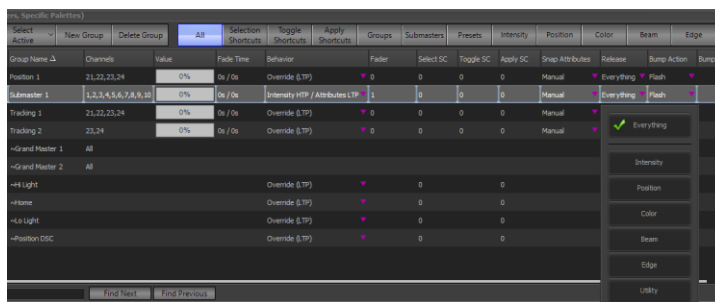 ers, Specific Palettes)
Select Active New Group Delete Group All Selection Shortcuts Toggle Shortcuts Apply Shortcuts Groups Submasters Presets Intensity Position Color Beam Edge
Group Name Channels Value Fade Time Behavior Fader Select SC Toggle SC Apply SC Snap Attributes Release Bump Action Bump
Position 1 21,22,23,24 0% 0s / 0s Override (LTP) 0 0 0 0 Manual Everything Flash
Submaster 1 1,2,3,4,5,6,7,8,9,10 0% 0s / 0s Intensity HTP / Attributes LTP 1 0 0 0 Manual Everything Flash
Tracking 1 21,22,23,24 0% 0s / 0s Override (LTP) 0 0 0 0 Manual
Tracking 2 23,24 0% 0s / 0s Override (LTP) 0 0 0 0 Manual
~Grand Master 1 All
~Grand Master 2 All
~Hi Light Override (LTP) 0 0
~Home Override (LTP) 0 0
~Lo Light Override (LTP) 0 0
~Position DSC Override (LTP) 0 0
Everything
Intensity
Position
Color
Beam
Edge
Utility
Find Next Find Previous